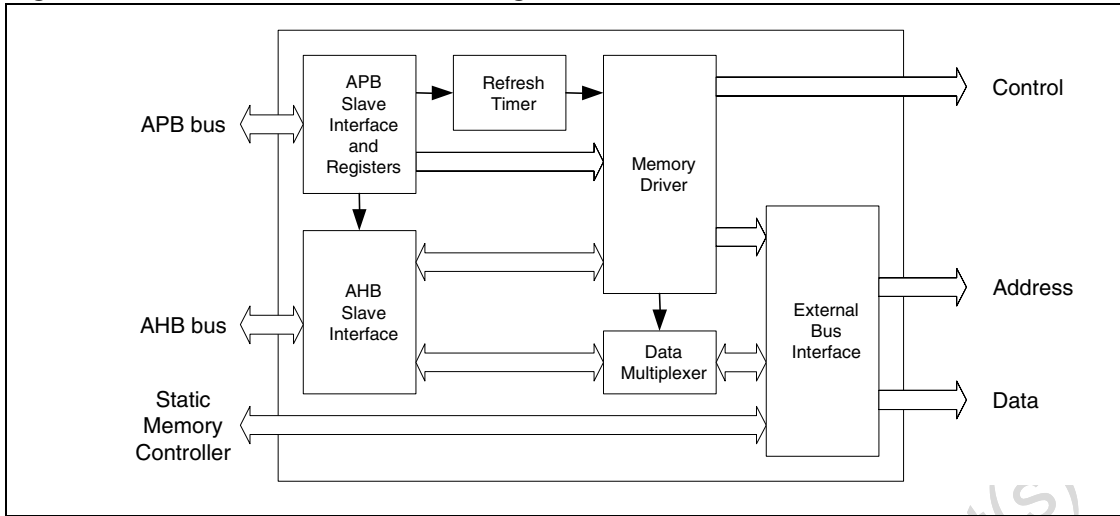 APB bus
APB
Slave
Interface
and
Registers
Refresh
Timer
Memory
Driver
Control
AHB bus
AHB
Slave
Interface
Data
Multiplexer
External
Bus
Interface
Address
Data
Static
Memory
Controller